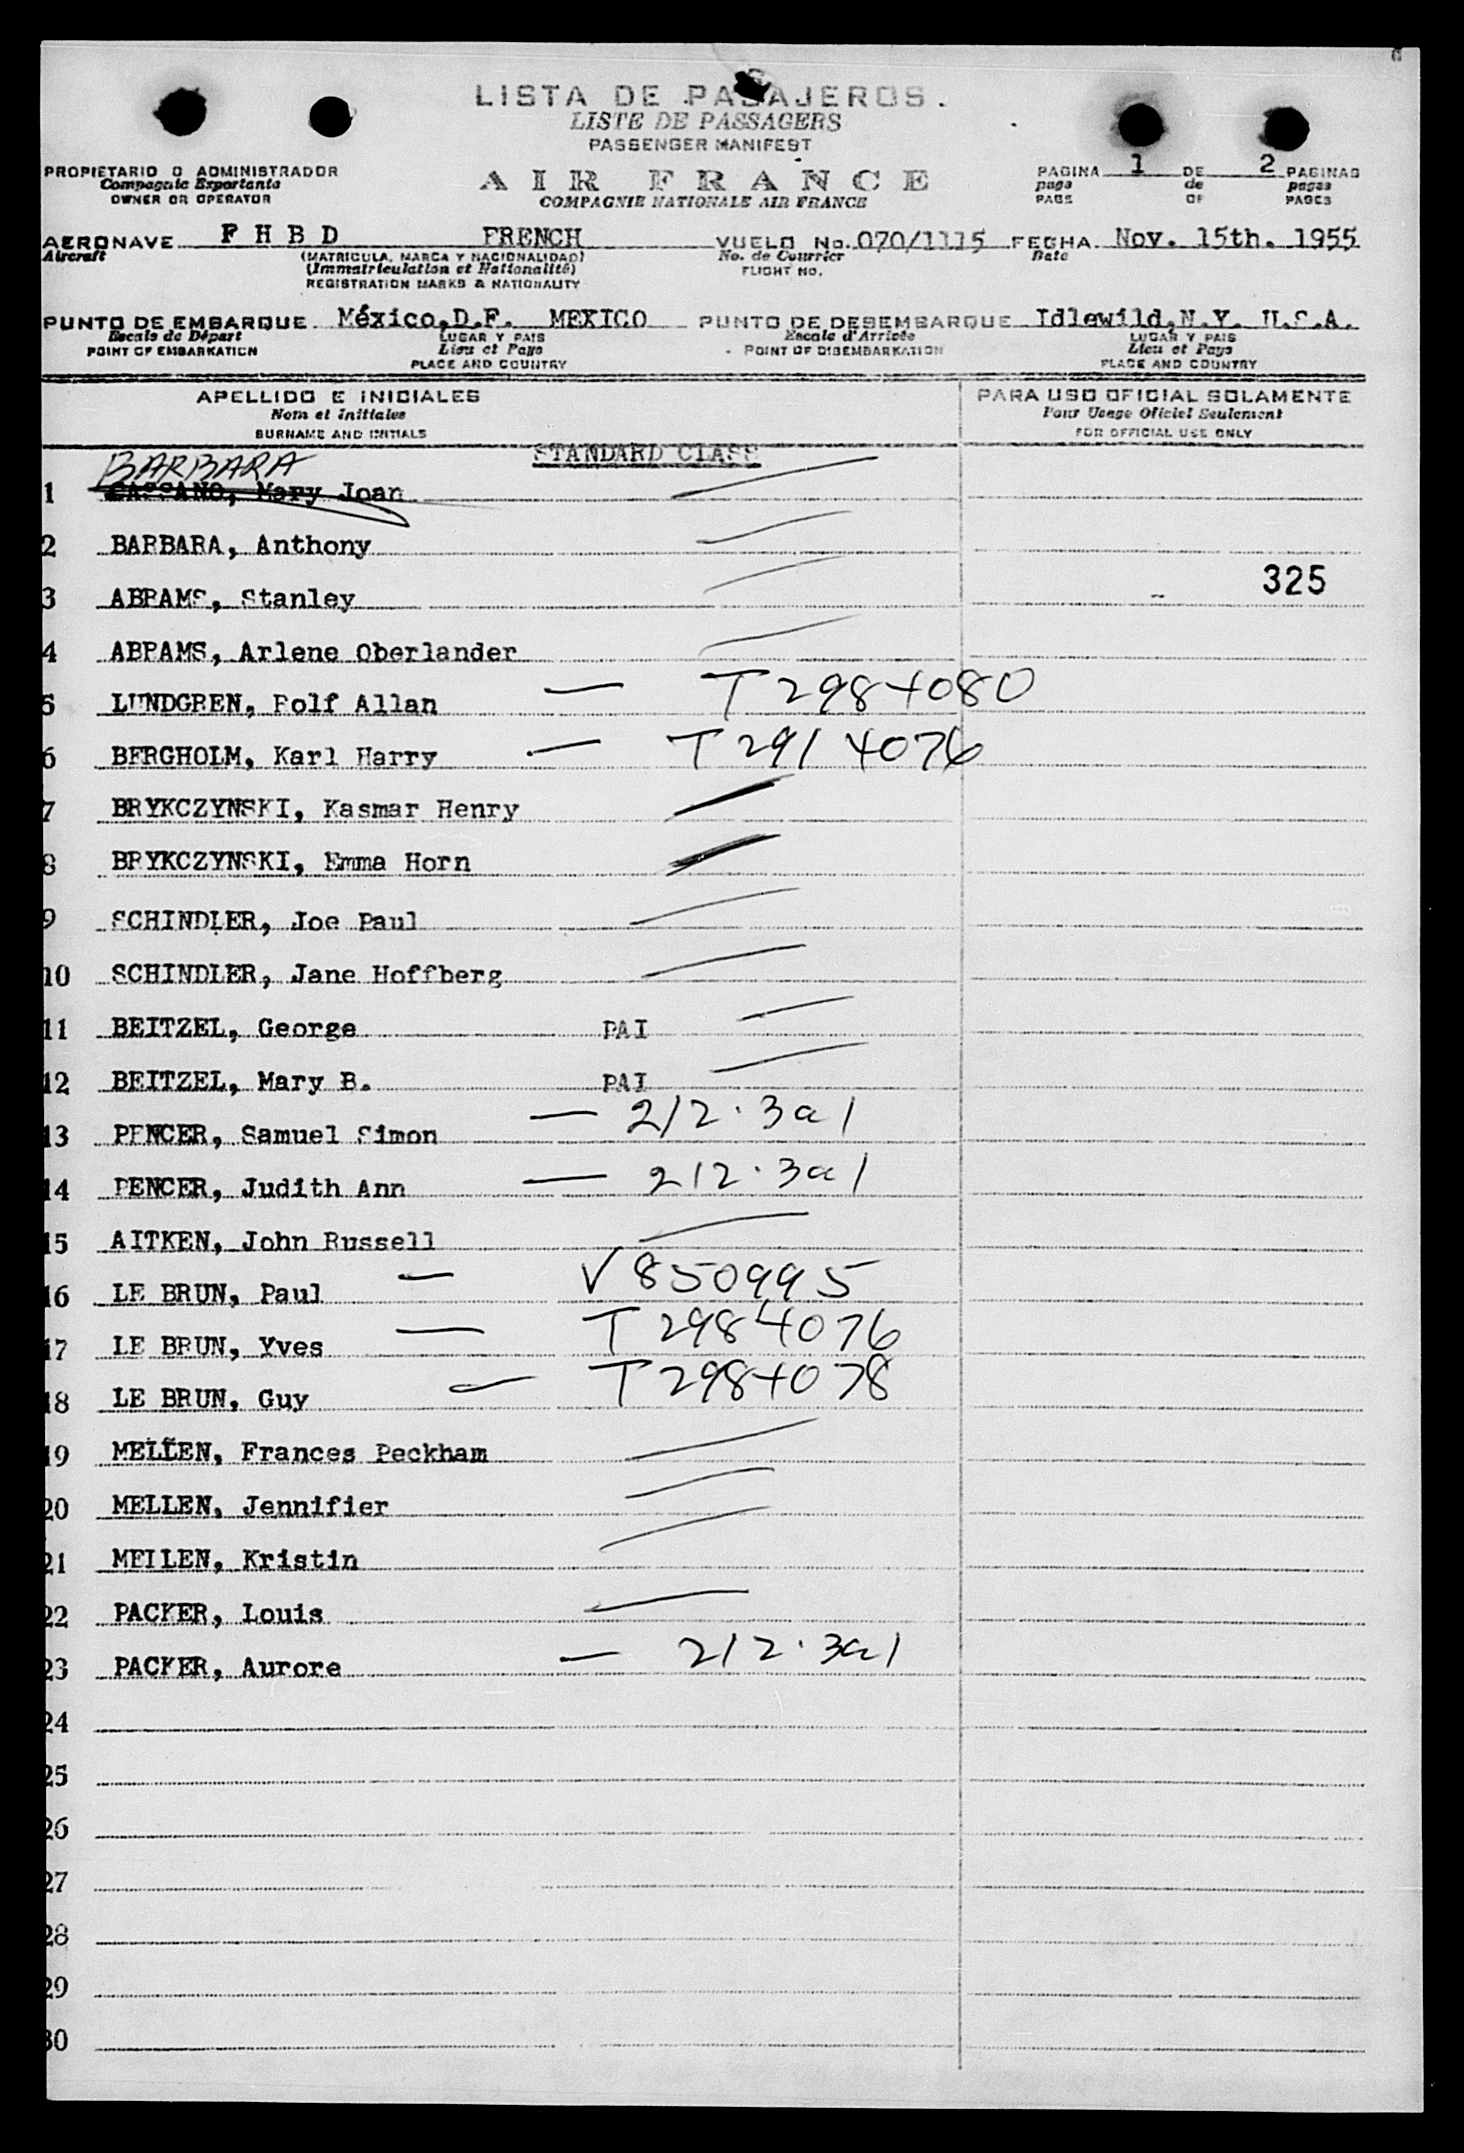 LISTA DE PASAJEROS.
LISTE DE PASSAGERS
PASSENGER MANIFEST
PROPIETARIO O ADMINISTRADOR
Compagnie Exportante
OWNER OR OPERATOR
AIR FRANCE
COMPAGNIE NATIONALE AIR FRANCE
PAGINA 1 DE 2 PAGINAS
page de pages
PAGE OF PAGES
AERONAVE F H B D FRENCH VUELO No. 070/1115 FECHA Nov. 15th. 1955
Aircraft (MATRICULA, MARCA Y NACIONALIDAD) No. de Courrier Date
(Immatriculation et Nationalité) FLIGHT NO.
REGISTRATION MARKS & NATIONALITY
PUNTO DE EMBARQUE México,D.F. MEXICO PUNTO DE DESEMBARQUE Idlewild,N.Y. U.S.A.
Escale de Départ LUGAR Y PAIS Escale d'Arrivée LUGAR Y PAIS
POINT OF EMBARKATION Lieu et Pays POINT OF DISEMBARKATION Lieu et Pays
PLACE AND COUNTRY PLACE AND COUNTRY
APELLIDO E INICIALES PARA USO OFICIAL SOLAMENTE
Nom et Initiales Pour Usage Oficiel Seulement
SURNAME AND INITIALS FOR OFFICIAL USE ONLY
STANDARD CLASS
BARBARA
1 CASSANO, Mary Joan
2 BARBARA, Anthony
325
3 ABRAMS, Stanley
4 ABRAMS, Arlene Oberlander
5 LUNDGREN, Rolf Allan — T2984080
6 BERGHOLM, Karl Harry — T2914076
7 BRYKCZYNSKI, Kasmar Henry
8 BRYKCZYNSKI, Emma Horn
9 SCHINDLER, Joe Paul
10 SCHINDLER, Jane Hoffberg
11 BEITZEL, George PAI
12 BEITZEL, Mary B. PAI
13 PENCER, Samuel Simon — 212.3a1
14 PENCER, Judith Ann — 212.3a1
15 AITKEN, John Russell
16 LE BRUN, Paul — V850995
17 LE BRUN, Yves — T2984076
18 LE BRUN, Guy — T2984078
19 MELLEN, Frances Peckham
20 MELLEN, Jennifier
21 MELLEN, Kristin
22 PACKER, Louis
23 PACKER, Aurore — 212.3a1
24
25
26
27
28
29
30